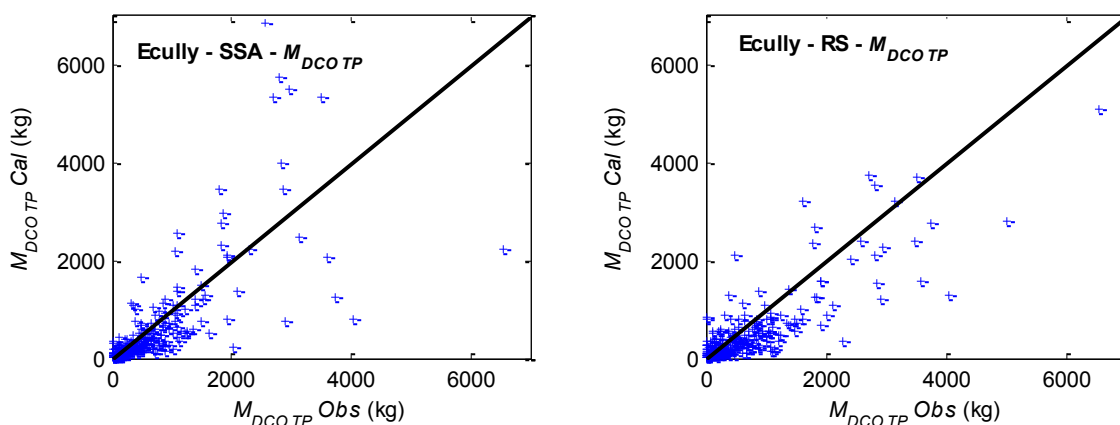 Ecully - SSA - M_DCO TP
6000
4000
2000
0
M_DCO TP Cal (kg)
0 2000 4000 6000
M_DCO TP Obs (kg)
Ecully - RS - M_DCO TP
6000
4000
2000
0
M_DCO TP Cal (kg)
0 2000 4000 6000
M_DCO TP Obs (kg)